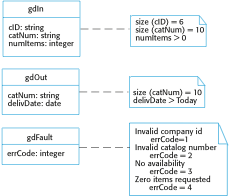 gdIn
cID: string
catNum: string
numItems: integer
size (cID) = 6
size (catNum) = 10
numItems > 0
gdOut
catNum: string
delivDate: date
size (catNum) = 10
delivDate > Today
gdFault
errCode: integer
Invalid company id
errCode=1
Invalid catalog number
errCode = 2
No availability
errCode = 3
Zero items requested
errCode = 4